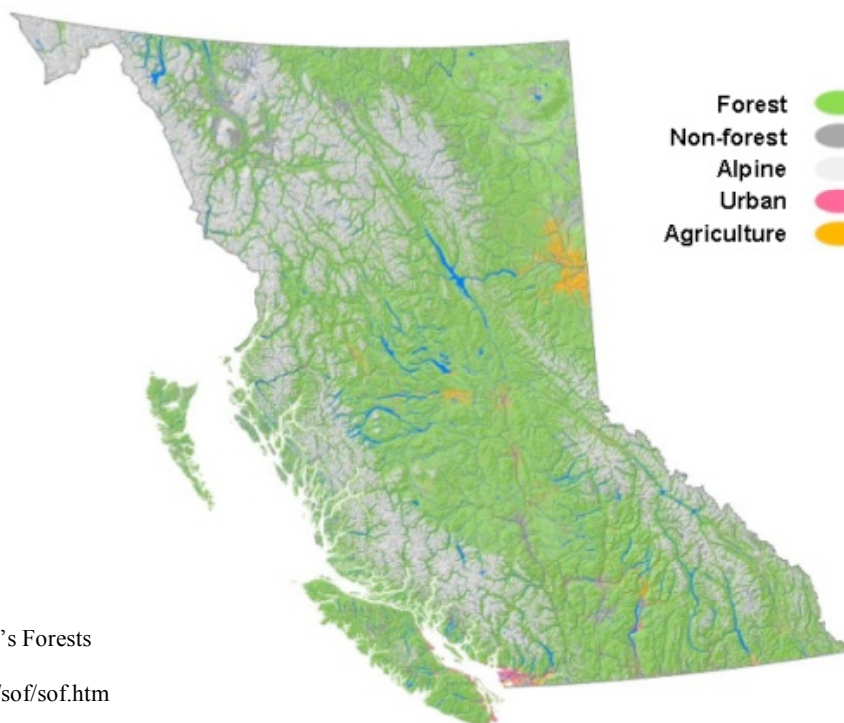 Forest
Non-forest
Alpine
Urban
Agriculture
’s Forests
/sof/sof.htm